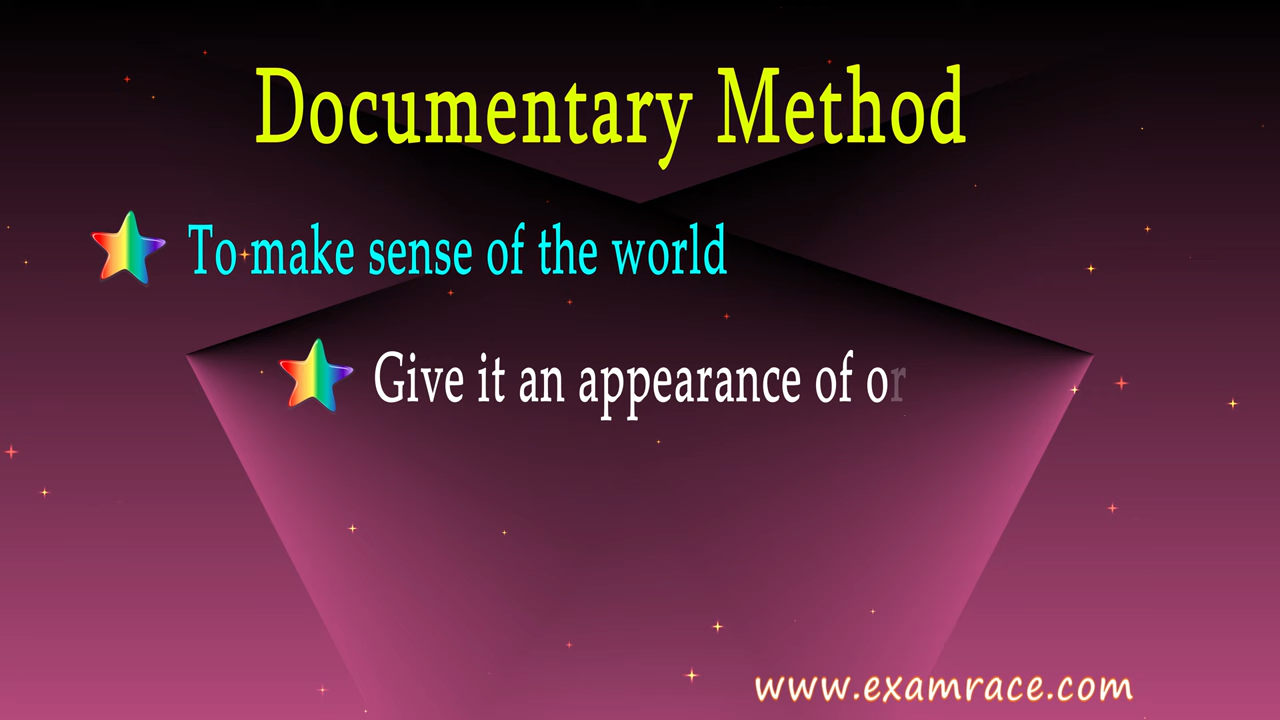 Documentary Method
To make sense of the world
Give it an appearance of or
www.examrace.com